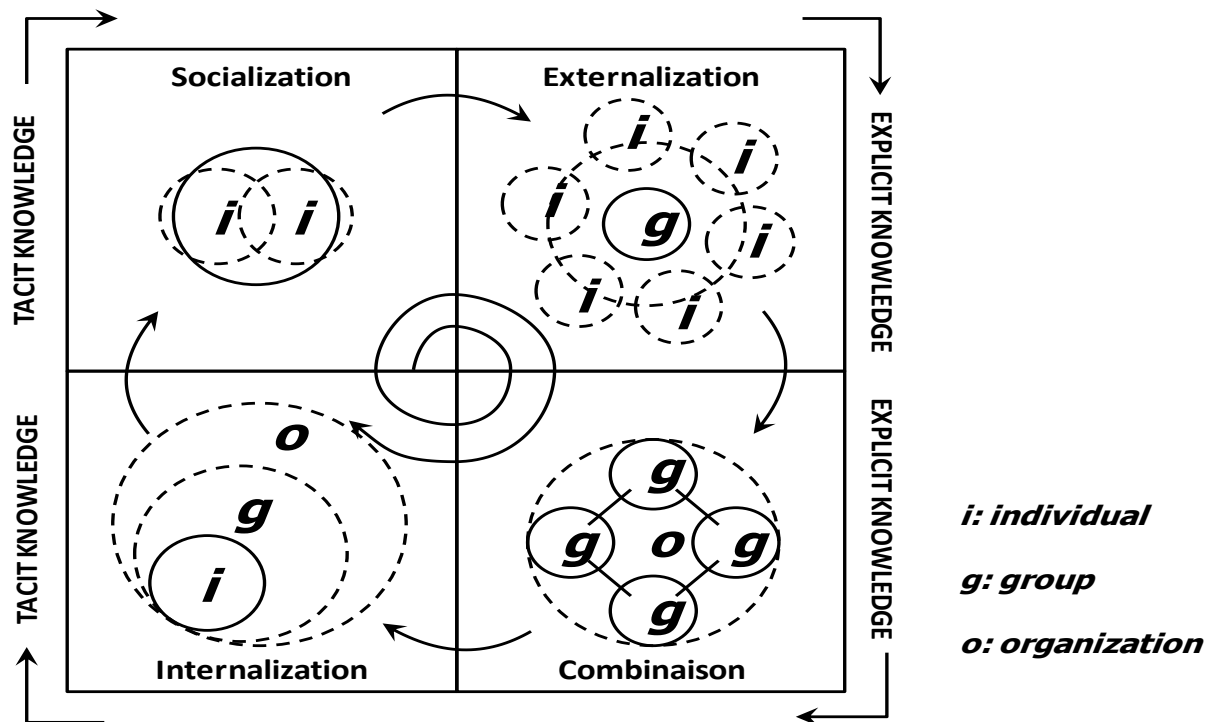 Socialization
Externalization
TACIT KNOWLEDGE
EXPLICIT KNOWLEDGE
i i
i
i
i
g
i
i
i
TACIT KNOWLEDGE
EXPLICIT KNOWLEDGE
o
g
i
g
g o g
g
Internalization
Combinaison
i: individual
g: group
o: organization